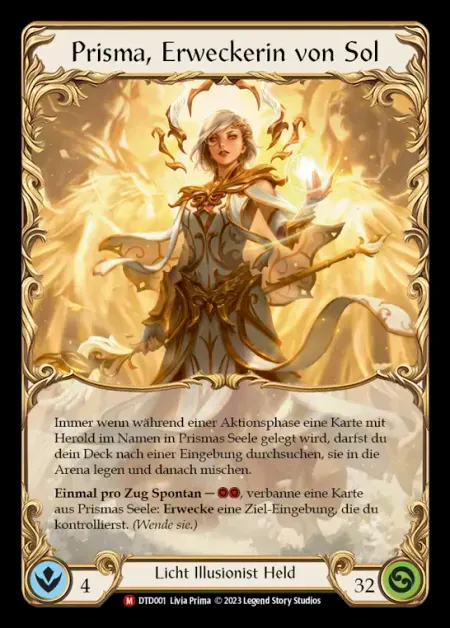 Prisma, Erweckerin von Sol
Immer wenn während einer Aktionsphase eine Karte mit
Herold im Namen in Prismas Seele gelegt wird, darfst du
dein Deck nach einer Eingebung durchsuchen, sie in die
Arena legen und danach mischen.
Einmal pro Zug Spontan — , verbanne eine Karte
aus Prismas Seele: Erwecke eine Ziel-Eingebung, die du
kontrollierst. (Wende sie.)
4
Licht Illusionist Held
32
M DTD001 Livia Prima © 2023 Legend Story Studios